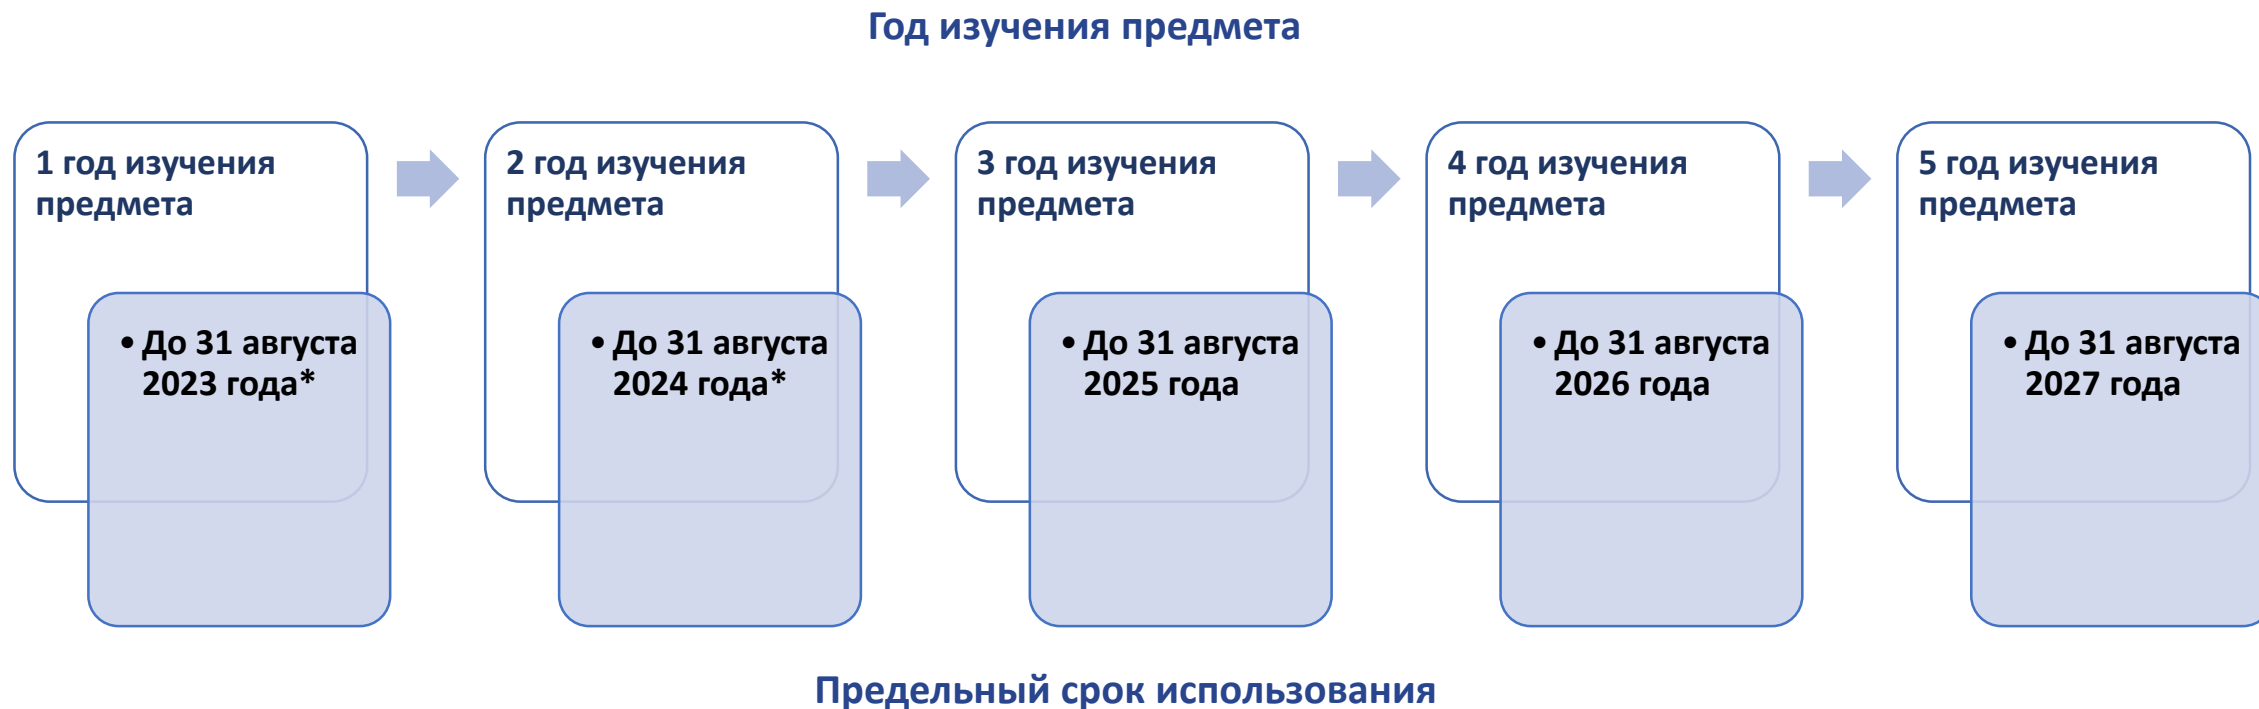 Год изучения предмета
1 год изучения
предмета
• До 31 августа
2023 года*
2 год изучения
предмета
• До 31 августа
2024 года*
3 год изучения
предмета
• До 31 августа
2025 года
4 год изучения
предмета
• До 31 августа
2026 года
5 год изучения
предмета
• До 31 августа
2027 года
Предельный срок использования